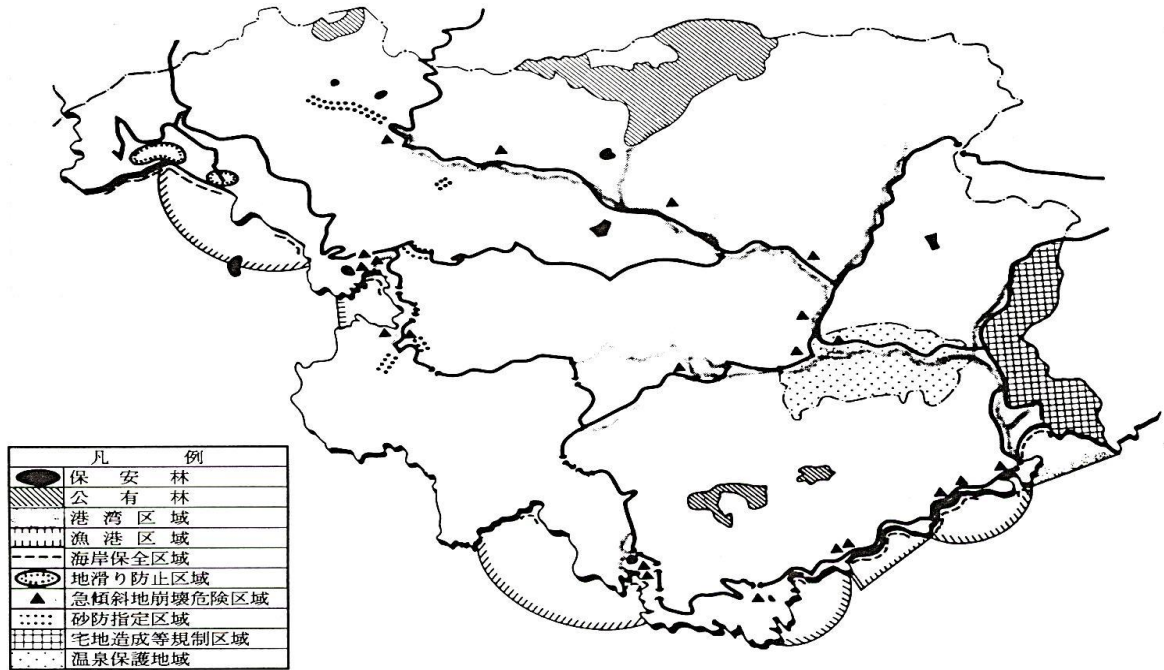 凡 例
保 安 林
公 有 林
港 湾 区 域
漁 港 区 域
海岸保全区域
地滑り防止区域
急傾斜地崩壊危険区域
砂防指定区域
宅地造成等規制区域
温泉保護地域